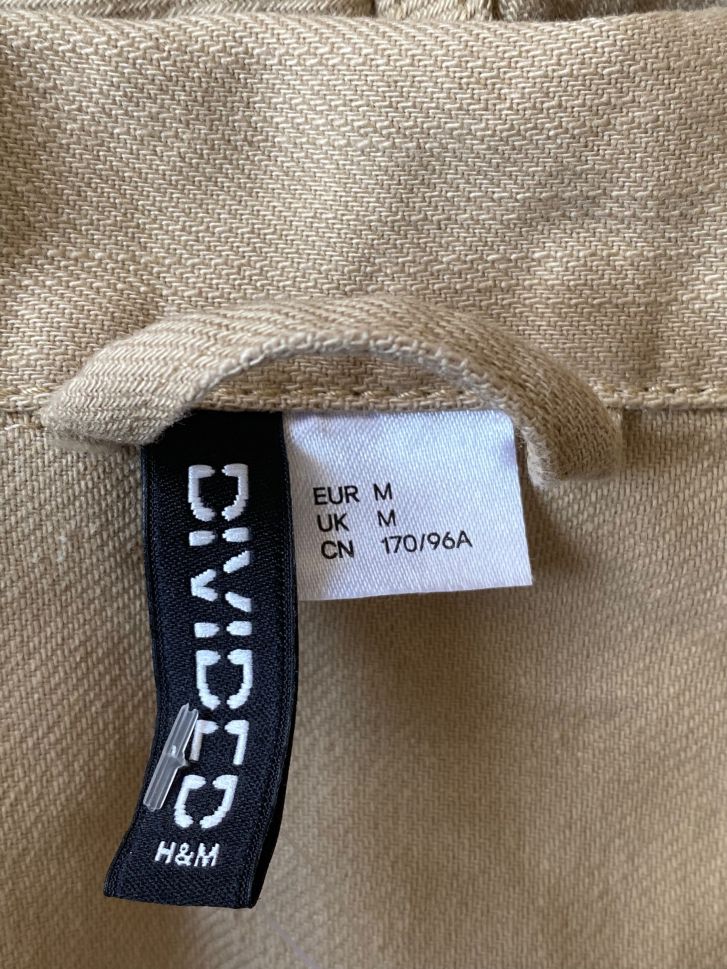 DIVIDED
H&M
EUR M
UK M
CN 170/96A